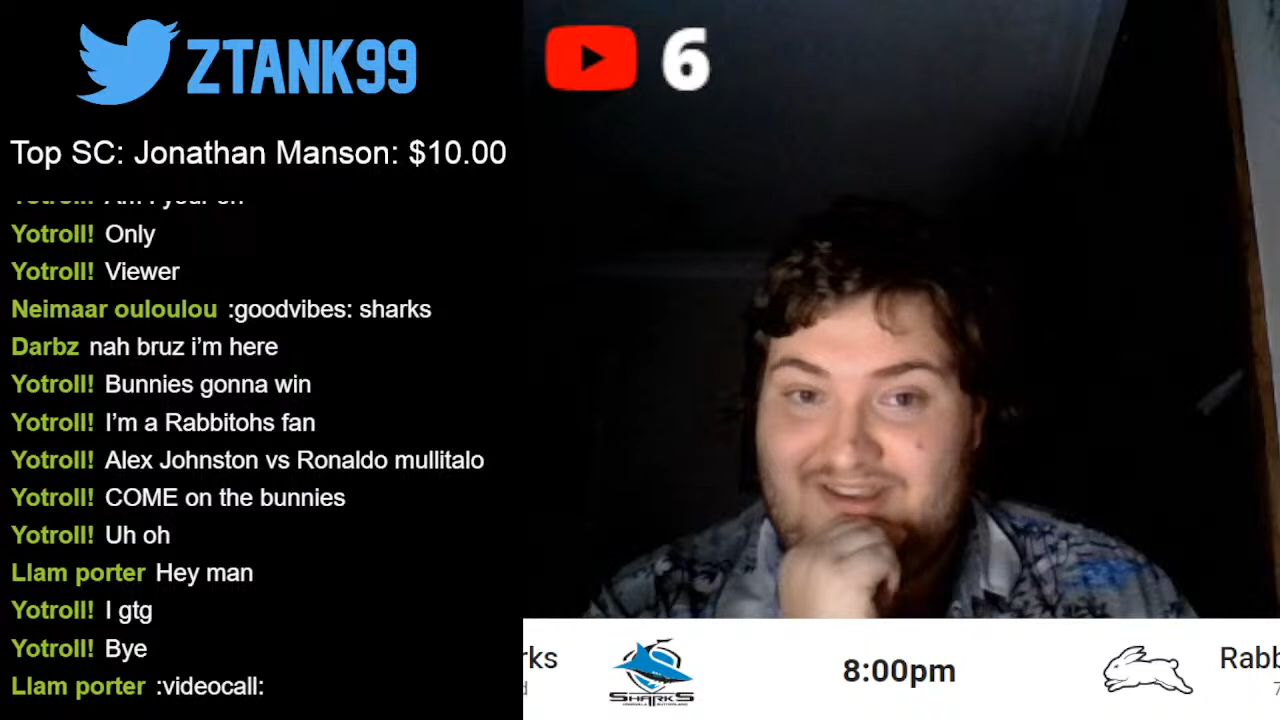 ZTANK99
6
Top SC: Jonathan Manson: $10.00
Yotroll! Only
Yotroll! Viewer
Neimaar ouloulou :goodvibes: sharks
Darbz nah bruz i’m here
Yotroll! Bunnies gonna win
Yotroll! I’m a Rabbitohs fan
Yotroll! Alex Johnston vs Ronaldo mullitalo
Yotroll! COME on the bunnies
Yotroll! Uh oh
Llam porter Hey man
Yotroll! I gtg
Yotroll! Bye
Llam porter :videocall:
rks
SHARKS
8:00pm
Rabb